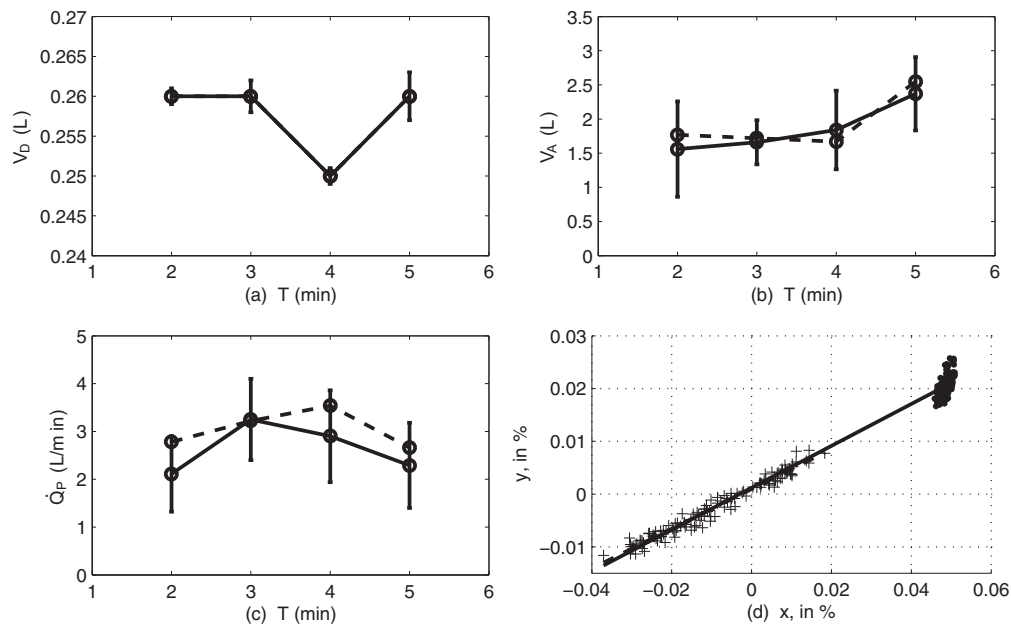 0.27
0.265
0.26
0.255
0.25
0.245
0.24
V_D (L)
1 2 3 4 5 6
(a) T (min)
3.5
3
2.5
2
1.5
1
0.5
0
V_A (L)
1 2 3 4 5 6
(b) T (min)
5
4
3
2
1
0
Q̇_P (L/m in)
1 2 3 4 5 6
(c) T (min)
0.03
0.02
0.01
0
−0.01
y, in %
−0.04 −0.02 0 0.02 0.04 0.06
(d) x, in %